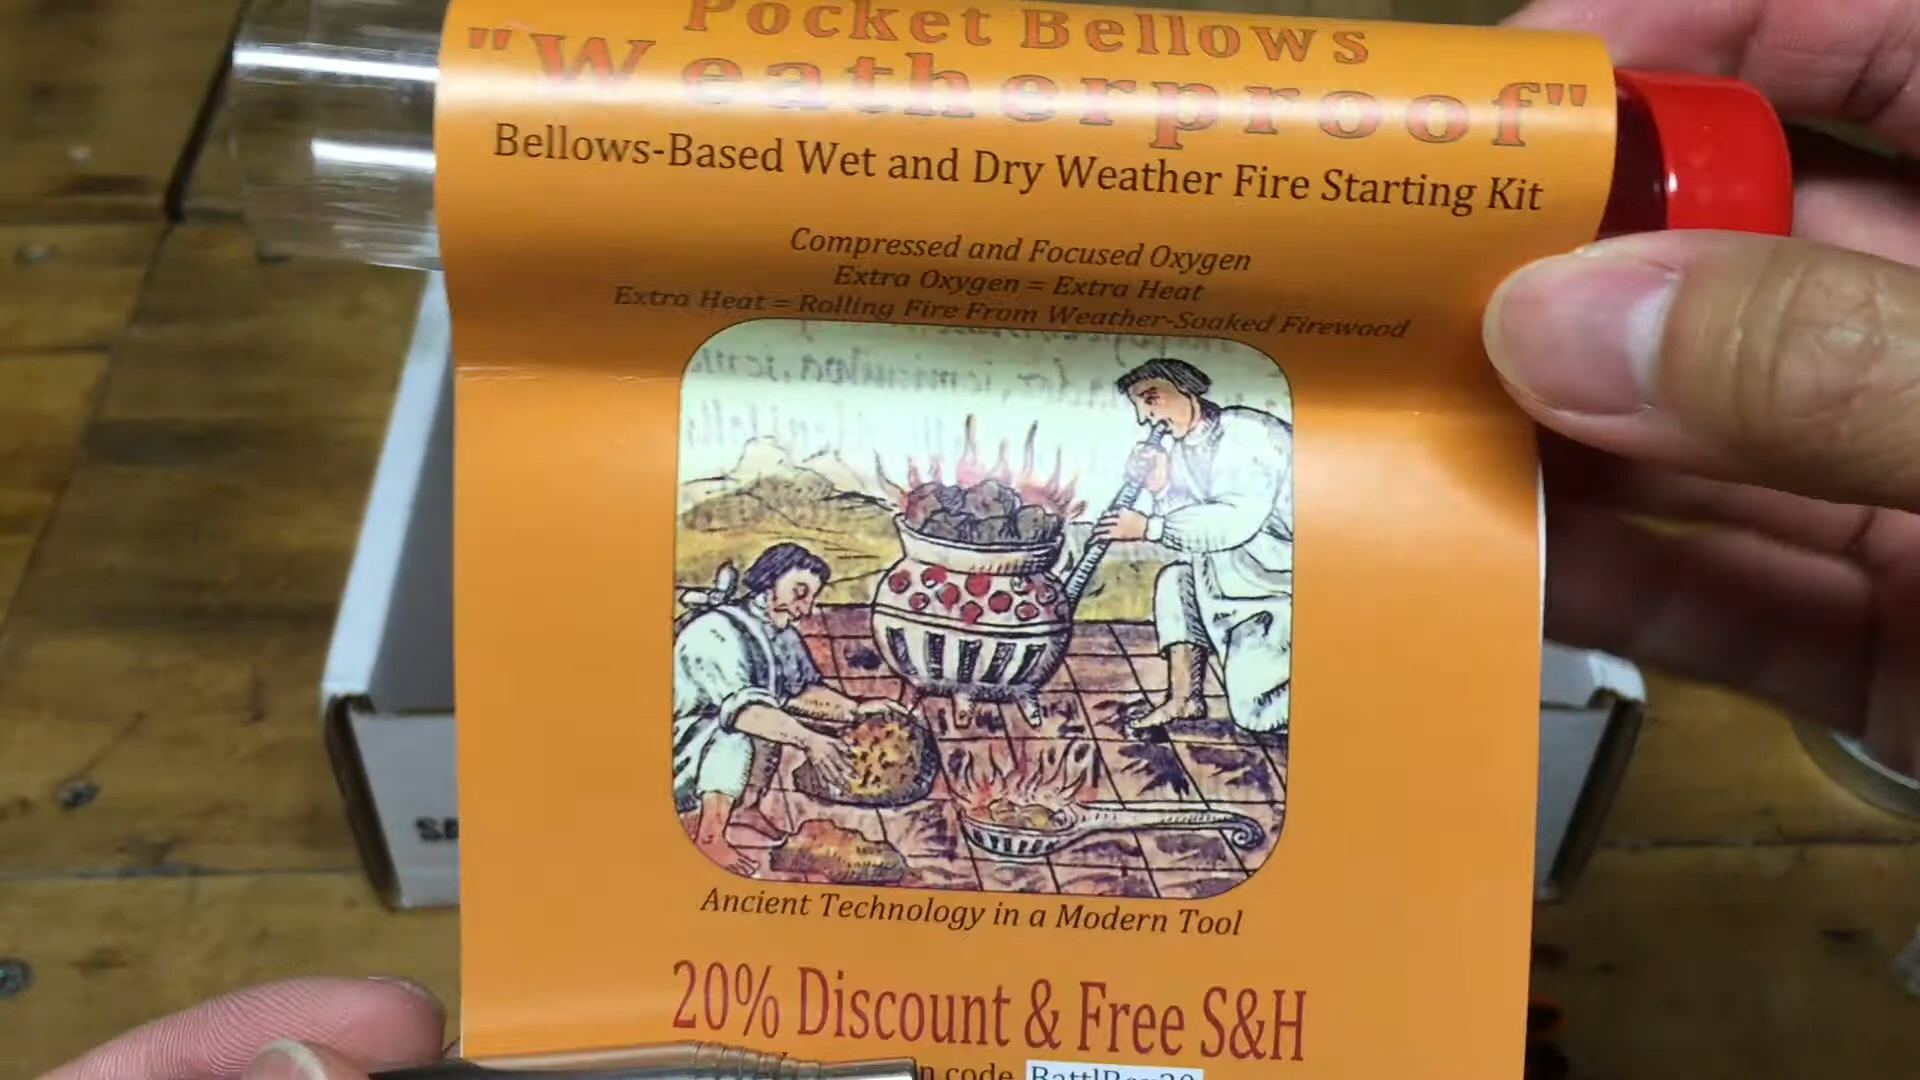 Pocket Bellows
"Weatherproof"
Bellows-Based Wet and Dry Weather Fire Starting Kit
Compressed and Focused Oxygen
Extra Oxygen = Extra Heat
Extra Heat = Rolling Fire From Weather-Soaked Firewood
Ancient Technology in a Modern Tool
20% Discount & Free S&H
code